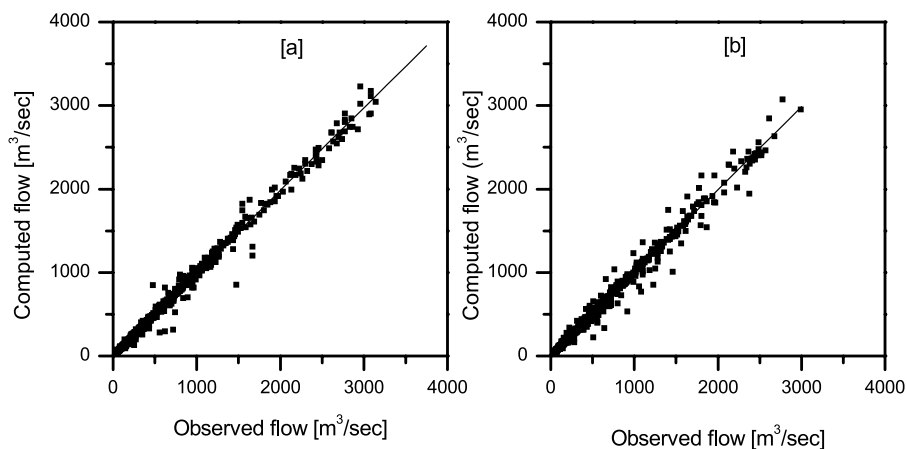 [a]
4000
3000
2000
1000
0
Computed flow [m³/sec]
0 1000 2000 3000 4000
Observed flow [m³/sec]
[b]
4000
3000
2000
1000
0
Computed flow (m³/sec]
0 1000 2000 3000 4000
Observed flow [m³/sec]